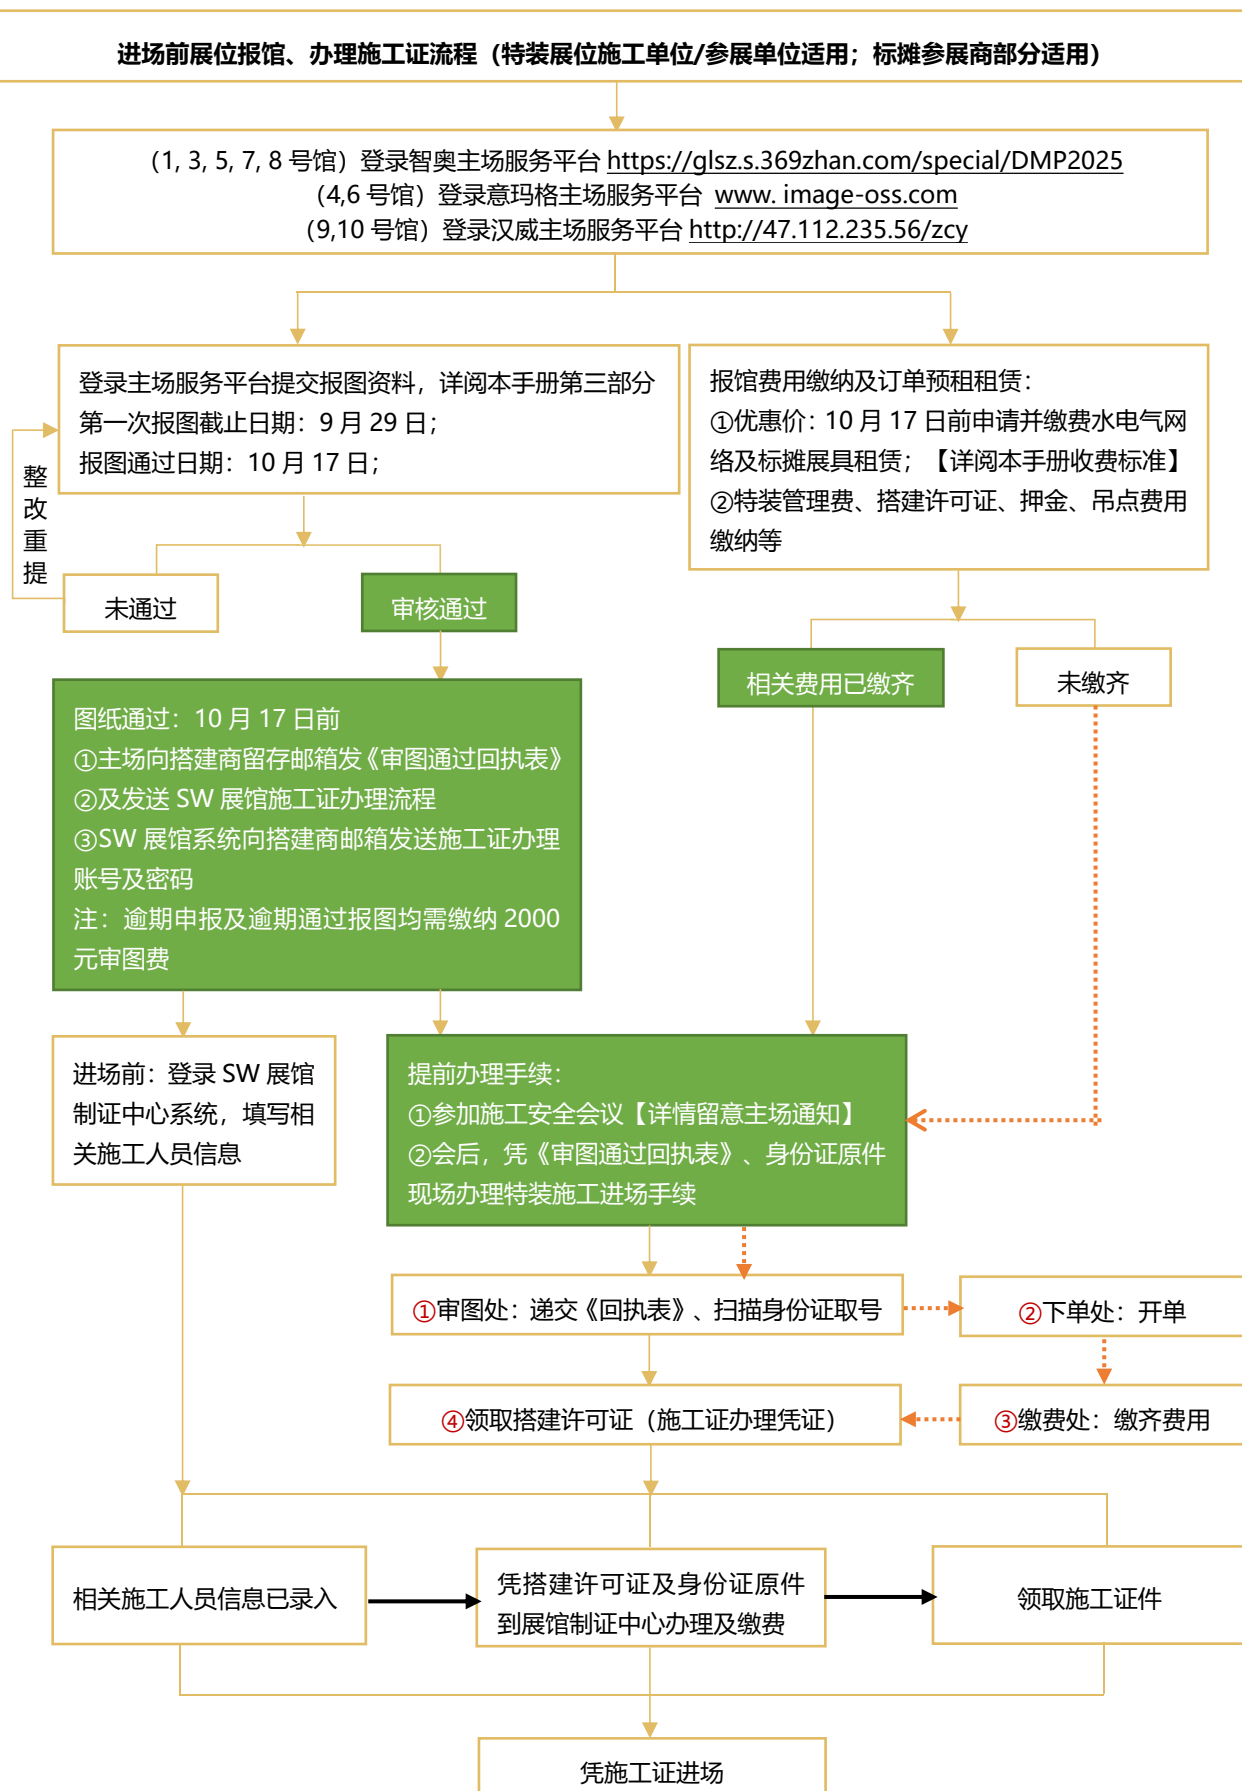 进场前展位报馆、办理施工证流程（特装展位施工单位/参展单位适用；标摊参展商部分适用）
（1, 3, 5, 7, 8 号馆）登录智奥主场服务平台 https://glsz.s.369zhan.com/special/DMP2025
（4,6 号馆）登录意玛格主场服务平台 www. image-oss.com
（9,10 号馆）登录汉威主场服务平台 http://47.112.235.56/zcy
登录主场服务平台提交报图资料，详阅本手册第三部分
第一次报图截止日期：9 月 29 日；
报图通过日期：10 月 17 日；
报馆费用缴纳及订单预租租赁：
①优惠价：10 月 17 日前申请并缴费水电气网
络及标摊展具租赁；【详阅本手册收费标准】
②特装管理费、搭建许可证、押金、吊点费用
缴纳等
整
改
重
提
未通过
审核通过
相关费用已缴齐
未缴齐
图纸通过：10 月 17 日前
①主场向搭建商留存邮箱发《审图通过回执表》
②及发送 SW 展馆施工证办理流程
③SW 展馆系统向搭建商邮箱发送施工证办理
账号及密码
注：逾期申报及逾期通过报图均需缴纳 2000
元审图费
进场前：登录 SW 展馆
制证中心系统，填写相
关施工人员信息
提前办理手续：
①参加施工安全会议【详情留意主场通知】
②会后，凭《审图通过回执表》、身份证原件
现场办理特装施工进场手续
①审图处：递交《回执表》、扫描身份证取号
②下单处：开单
④领取搭建许可证（施工证办理凭证）
③缴费处：缴齐费用
相关施工人员信息已录入
凭搭建许可证及身份证原件
到展馆制证中心办理及缴费
领取施工证件
凭施工证进场